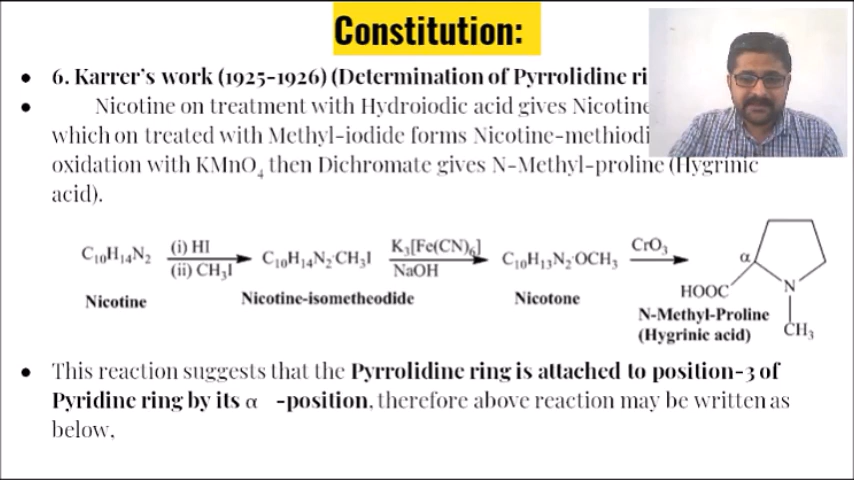 Constitution:
• 6. Karrer's work (1925-1926) (Determination of Pyrrolidine
• Nicotine on treatment with Hydroiodic acid gives Nicotine
which on treated with Methyl-iodide forms
oxidation with KMnO₄ then Dichromate gives N-Methyl-proline (Hygrinic
acid).
C₁₀H₁₄N₂ (i) HI (ii) CH₃I C₁₀H₁₄N₂·CH₃I K₃[Fe(CN)₆] NaOH C₁₀H₁₃N₂·OCH₃ CrO₃ α
HOOC N
CH₃
Nicotine Nicotine-isometheodide Nicotone N-Methyl-Proline
(Hygrinic acid)
• This reaction suggests that the Pyrrolidine ring is attached to position-3 of
Pyridine ring by its α -position, therefore above reaction may be written as
below,